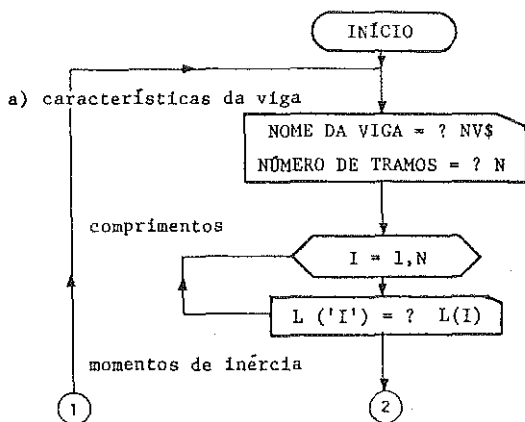 INÍCIO
a) características da viga
NOME DA VIGA = ? NV$
NÚMERO DE TRAMOS = ? N
comprimentos
I = 1,N
L ('I') = ? L(I)
momentos de inércia
1
2